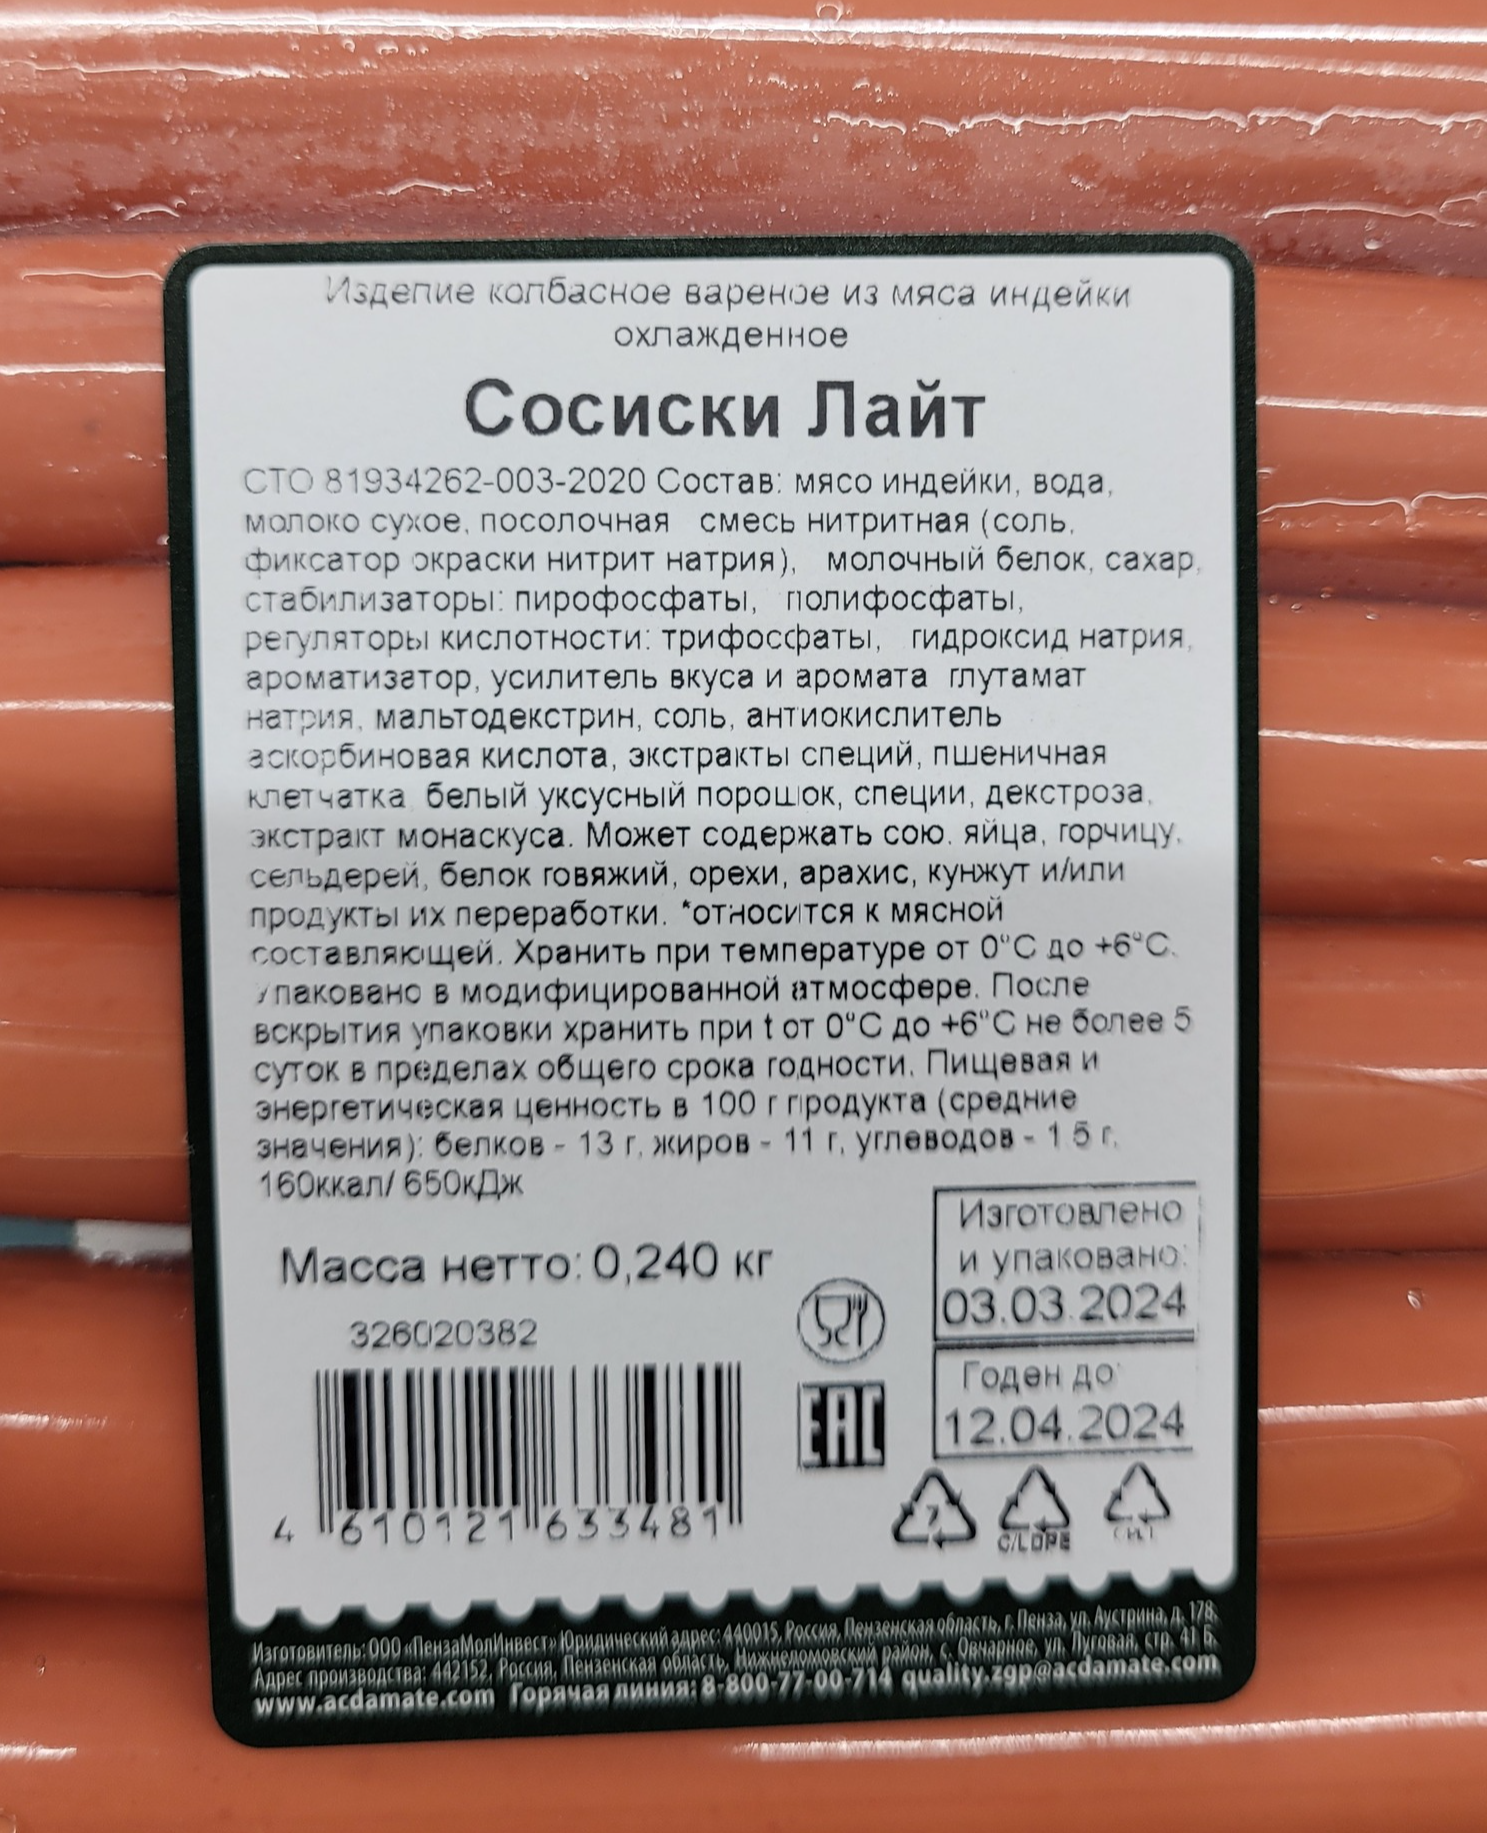 Изделие колбасное вареное из мяса индейки
охлажденное
Сосиски Лайт
СТО 81934262-003-2020 Состав: мясо индейки, вода,
молоко сухое, посолочная смесь нитритная (соль,
фиксатор окраски нитрит натрия), молочный белок, сахар,
стабилизаторы: пирофосфаты, полифосфаты,
регуляторы кислотности: трифосфаты, гидроксид натрия,
ароматизатор, усилитель вкуса и аромата глутамат
натрия, мальтодекстрин, соль, антиокислитель
аскорбиновая кислота, экстракты специй, пшеничная
клетчатка, белый уксусный порошок, специи, декстроза,
экстракт монаскуса. Может содержать сою, яйца, горчицу,
сельдерей, белок говяжий, орехи, арахис, кунжут и/или
продукты их переработки. *относится к мясной
составляющей. Хранить при температуре от 0°С до +6°С.
Упаковано в модифицированной атмосфере. После
вскрытия упаковки хранить при t от 0°С до +6°С не более 5
суток в пределах общего срока годности. Пищевая и
энергетическая ценность в 100 г продукта (средние
значения): белков - 13 г, жиров - 11 г, углеводов - 1,5 г,
160ккал/ 650кДж
Масса нетто: 0,240 кг
Изготовлено
и упаковано:
03.03.2024
Годен до:
12.04.2024
326020382
4 610121 633481
EAC
7
C/LDPE
Изготовитель: ООО «ПензаМолИнвест» Юридический адрес: 440015, Россия, Пензенская область, г. Пенза, ул. Аустрина, д. 178.
Адрес производства: 442152, Россия, Пензенская область, Нижнеломовский район, с. Овчарное, ул. Луговая, стр. 41 Б.
www.acdamate.com Горячая линия: 8-800-77-00-714 quality.zgp@acdamate.com